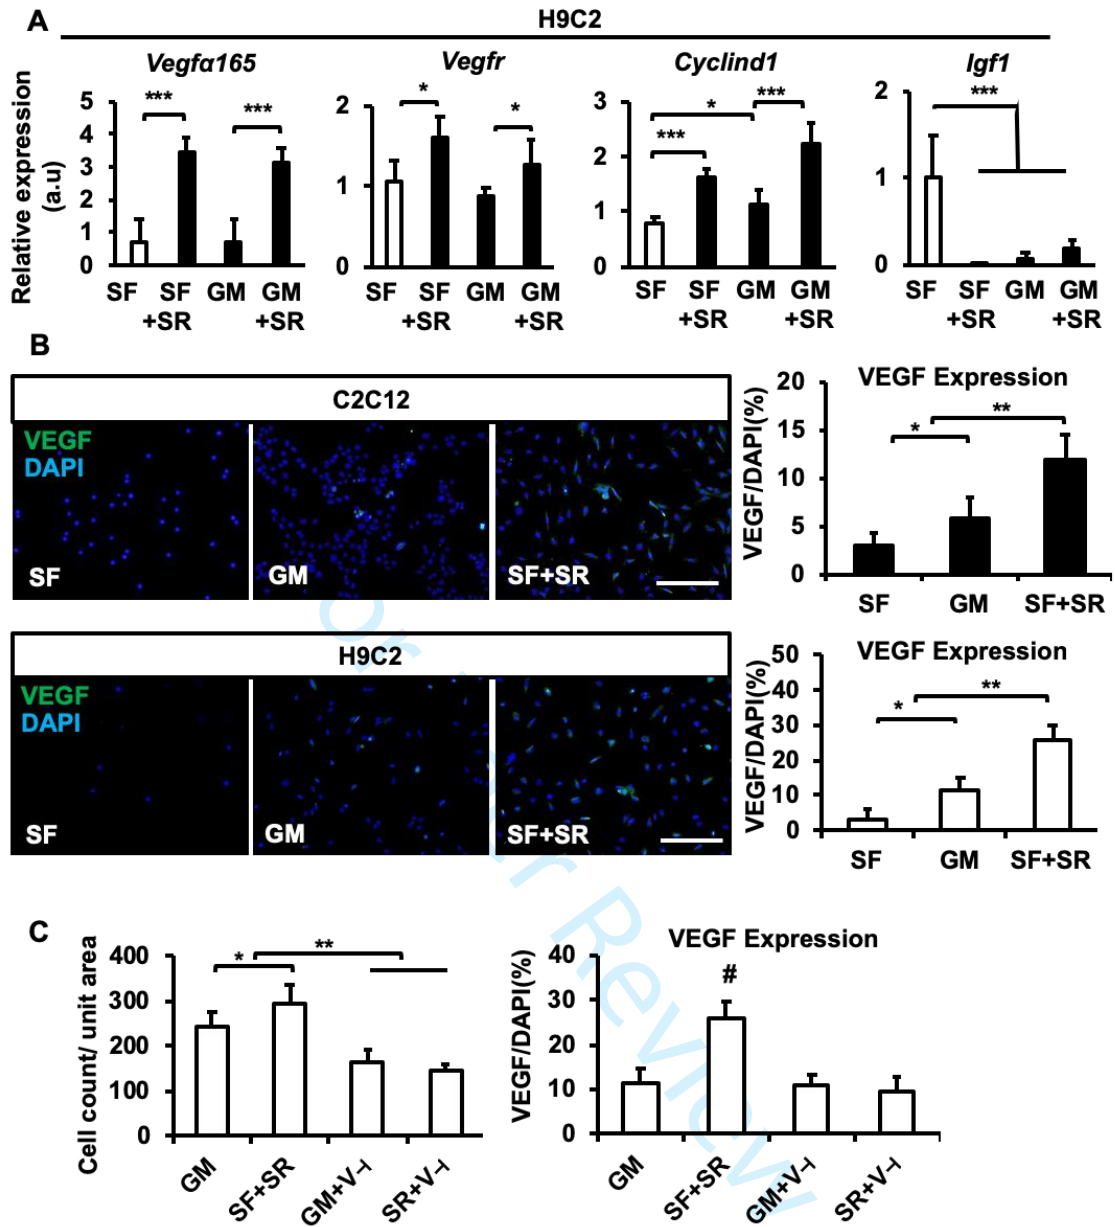 A
H9C2
Vegfα165
Vegfr
Cyclind1
Igf1
Relative expression
(a.u)
5
4
3
2
1
0
***
***
SF
SF
+SR
GM
GM
+SR
2
1
0
*
*
SF
SF
+SR
GM
GM
+SR
3
2
1
0
***
*
***
SF
SF
+SR
GM
GM
+SR
2
1
0
***
SF
SF
+SR
GM
GM
+SR
B
C2C12
VEGF
DAPI
SF
GM
SF+SR
VEGF Expression
VEGF/DAPI(%)
20
15
10
5
0
*
**
SF
GM
SF+SR
H9C2
VEGF
DAPI
SF
GM
SF+SR
VEGF Expression
VEGF/DAPI(%)
50
40
30
20
10
0
*
**
SF
GM
SF+SR
C
Cell count/ unit area
400
300
200
100
0
*
**
GM
SF+SR
GM+V-I
SR+V-I
VEGF Expression
VEGF/DAPI(%)
40
30
20
10
0
#
GM
SF+SR
GM+V-I
SR+V-I
Review